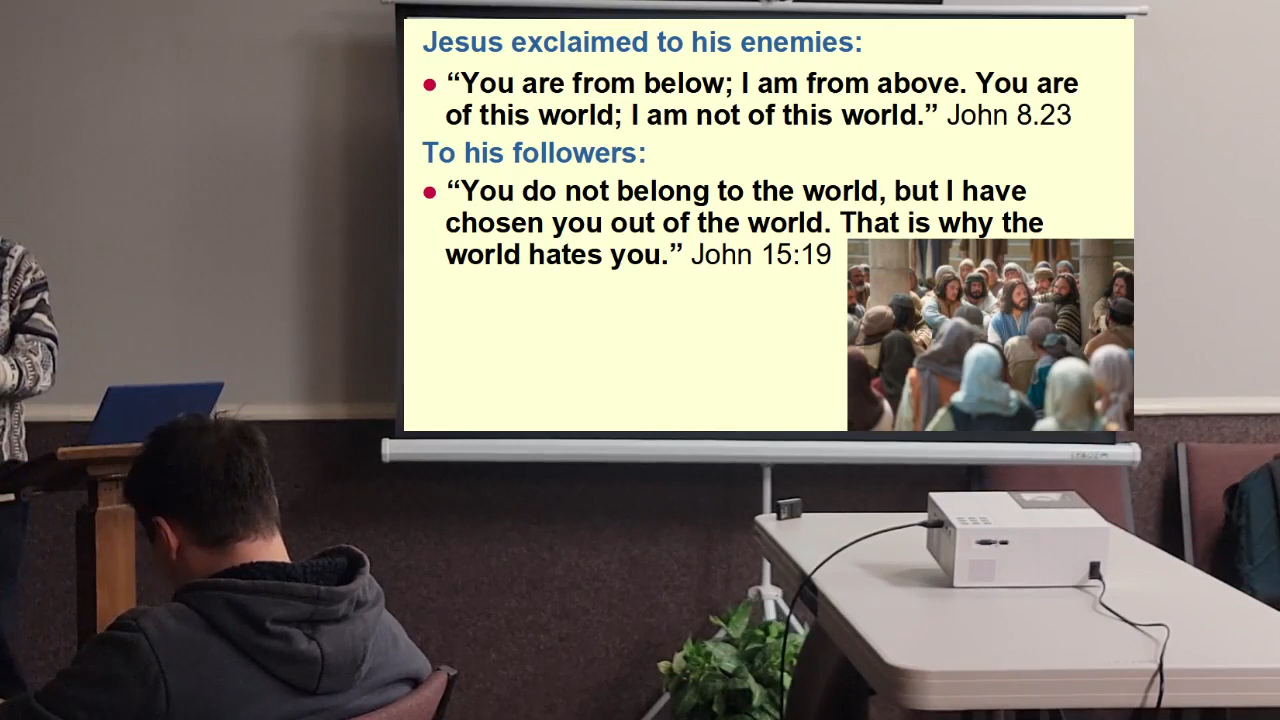 Jesus exclaimed to his enemies:
● “You are from below; I am from above. You are
of this world; I am not of this world.” John 8.23
To his followers:
● “You do not belong to the world, but I have
chosen you out of the world. That is why the
world hates you.” John 15:19